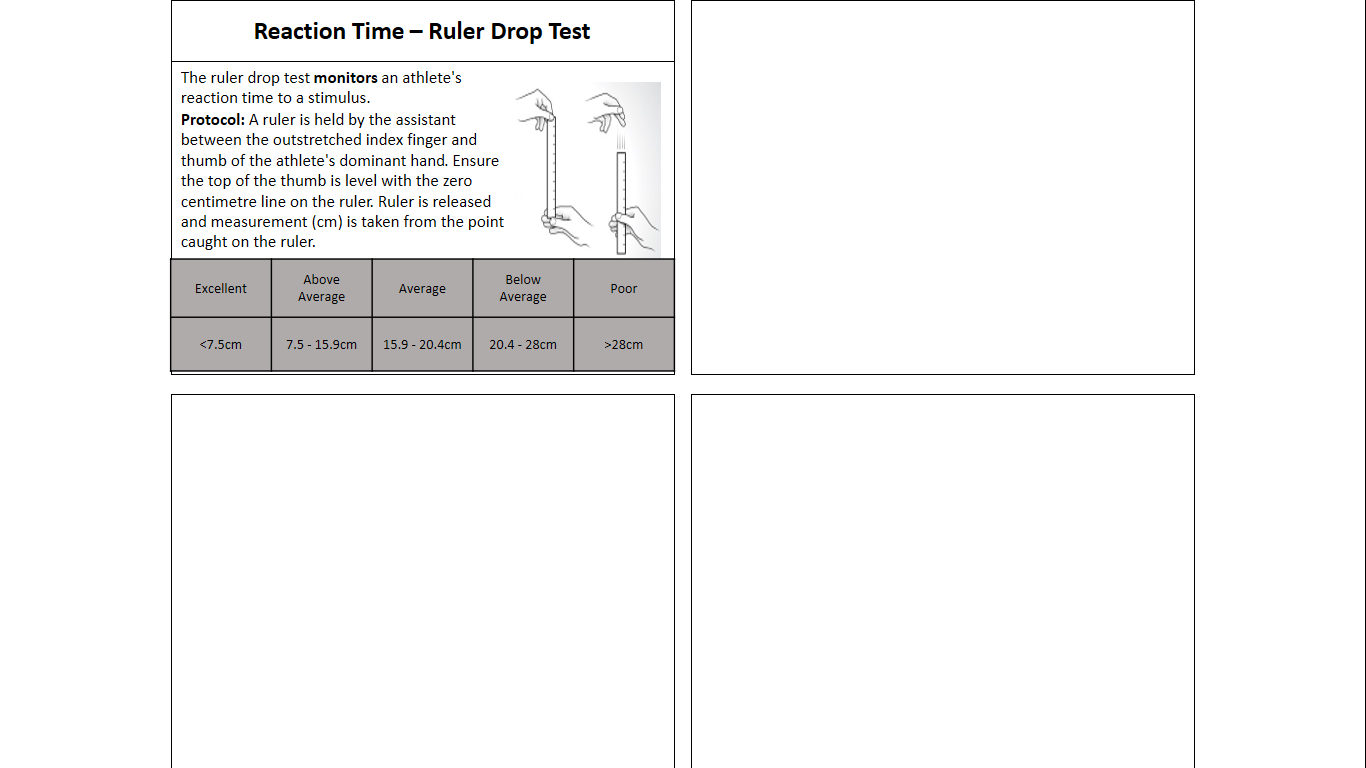 Reaction Time – Ruler Drop Test
The ruler drop test monitors an athlete's
reaction time to a stimulus.
Protocol: A ruler is held by the assistant
between the outstretched index finger and
thumb of the athlete's dominant hand. Ensure
the top of the thumb is level with the zero
centimetre line on the ruler. Ruler is released
and measurement (cm) is taken from the point
caught on the ruler.
Excellent Above Average Average Below Average Poor
<7.5cm 7.5 - 15.9cm 15.9 - 20.4cm 20.4 - 28cm >28cm